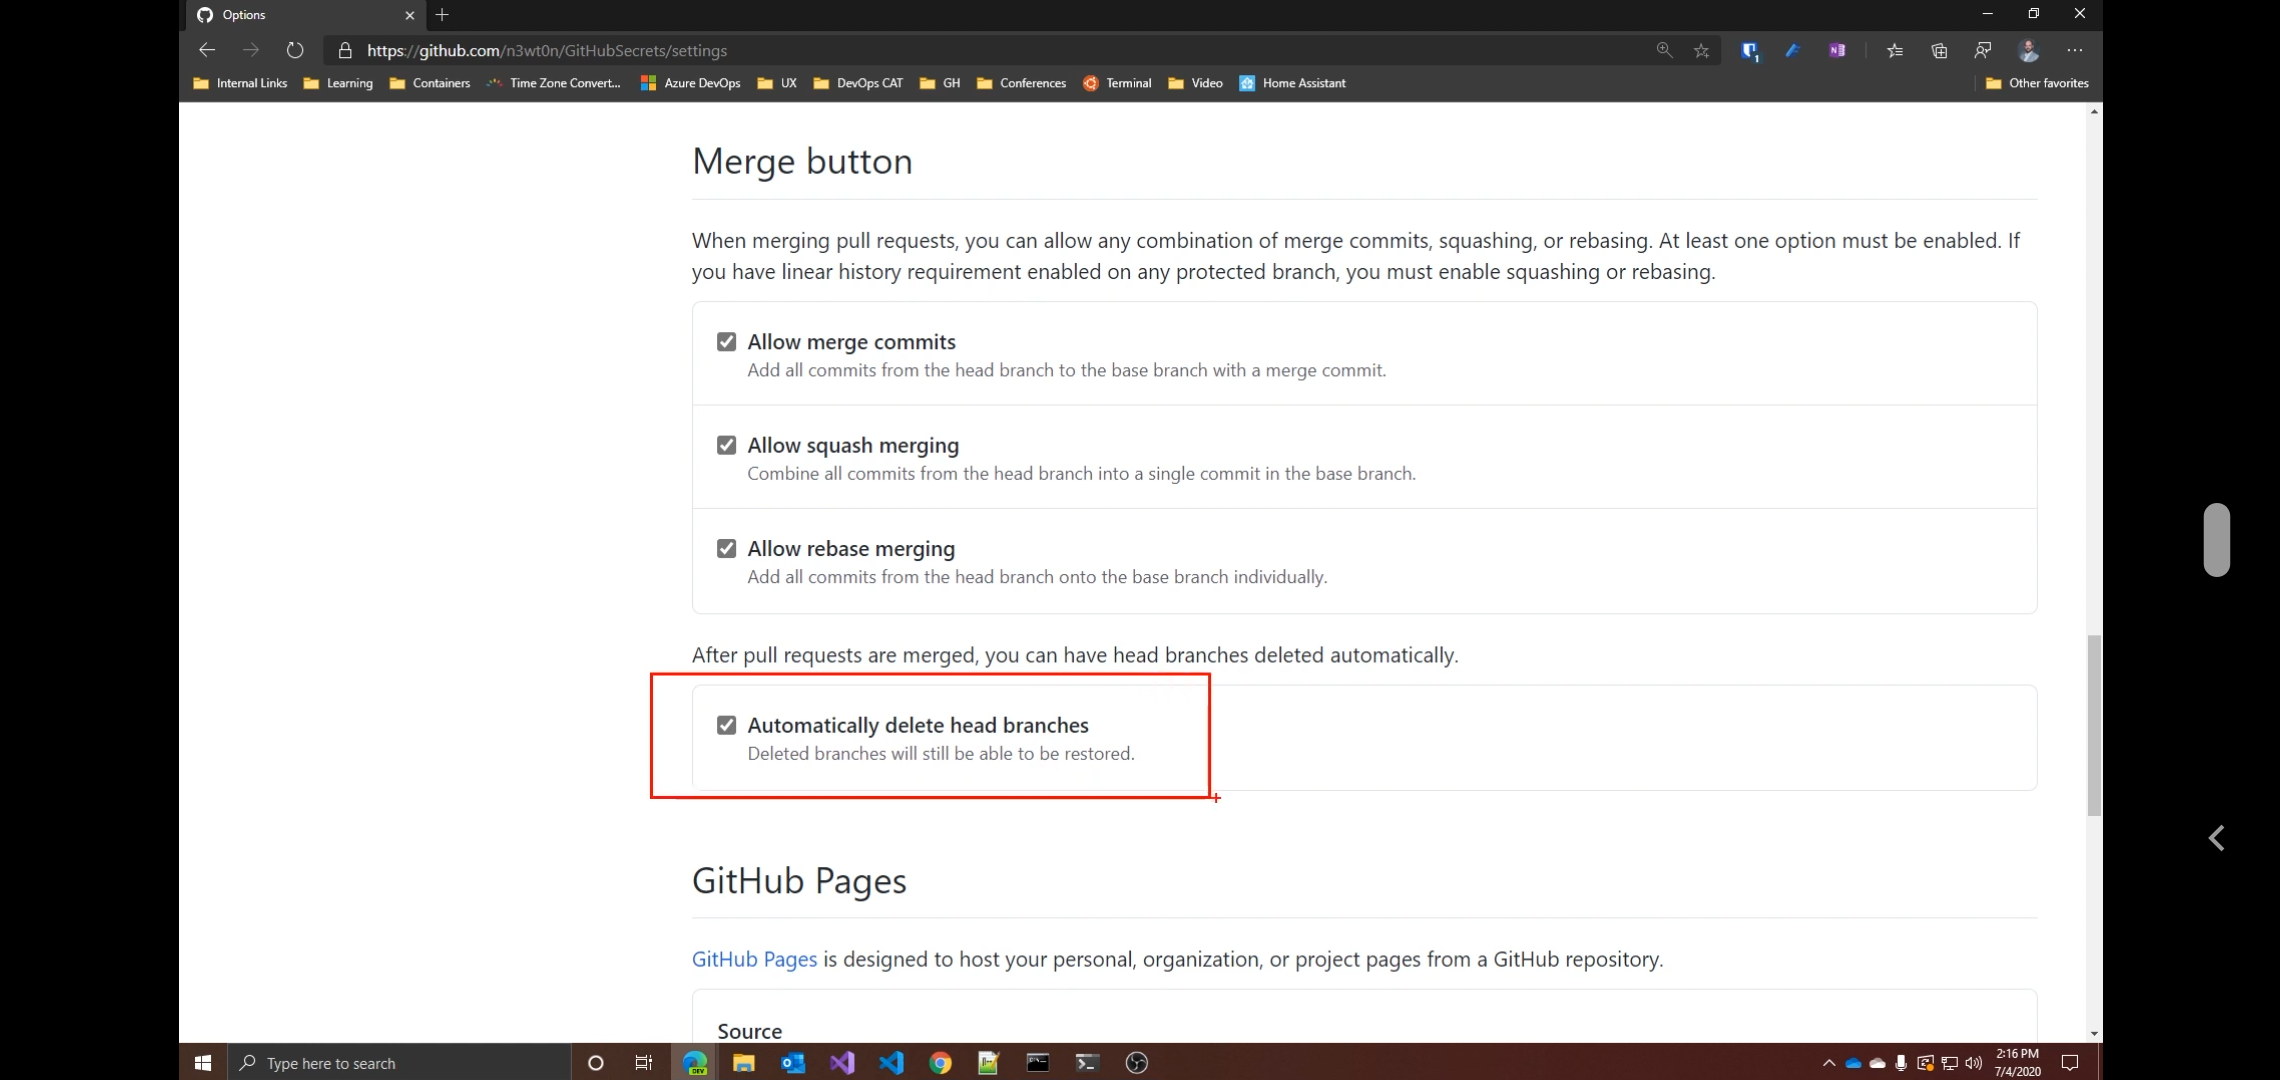 Options
https://github.com/n3wt0n/GitHubSecrets/settings
Internal Links Learning Containers Time Zone Convert... Azure DevOps UX DevOps CAT GH Conferences Terminal Video Home Assistant Other favorites
Merge button
When merging pull requests, you can allow any combination of merge commits, squashing, or rebasing. At least one option must be enabled. If
you have linear history requirement enabled on any protected branch, you must enable squashing or rebasing.
Allow merge commits
Add all commits from the head branch to the base branch with a merge commit.
Allow squash merging
Combine all commits from the head branch into a single commit in the base branch.
Allow rebase merging
Add all commits from the head branch onto the base branch individually.
After pull requests are merged, you can have head branches deleted automatically.
Automatically delete head branches
Deleted branches will still be able to be restored.
GitHub Pages
GitHub Pages is designed to host your personal, organization, or project pages from a GitHub repository.
Source
Type here to search
DEV
2:16 PM
7/4/2020